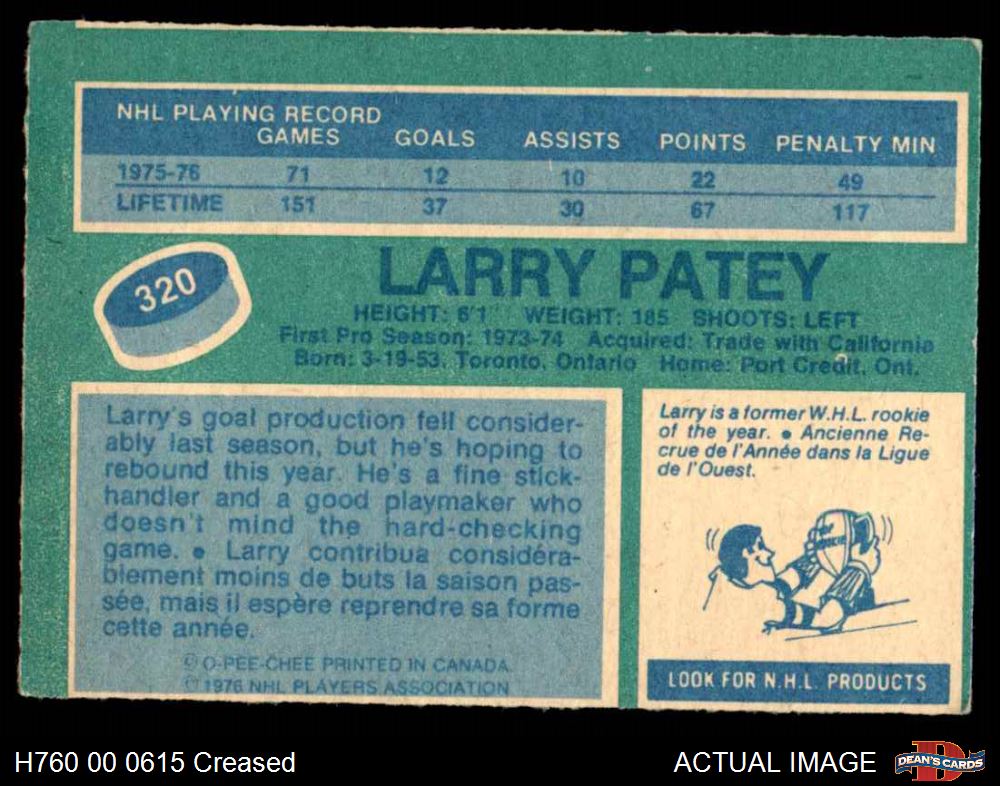 NHL PLAYING RECORD
GAMES GOALS ASSISTS POINTS PENALTY MIN
1975-76 71 12 10 22 49
LIFETIME 151 37 30 67 117
320
LARRY PATEY
HEIGHT: 6'1 WEIGHT: 185 SHOOTS: LEFT
First Pro Season: 1973-74 Acquired: Trade with California
Born: 3-19-53, Toronto, Ontario Home: Port Credit, Ont.
Larry's goal production fell consider-
ably last season, but he's hoping to
rebound this year. He's a fine stick-
handler and a good playmaker who
doesn't mind the hard-checking
game. • Larry contribua considéra-
blement moins de buts la saison pas-
sée, mais il espère reprendre sa forme
cette année.
© O-PEE-CHEE PRINTED IN CANADA
© 1976 NHL PLAYERS ASSOCIATION
Larry is a former W.H.L. rookie
of the year. • Ancienne Re-
crue de l'Année dans la Ligue
de l'Ouest.
LOOK FOR N.H.L. PRODUCTS
H760 00 0615 Creased
ACTUAL IMAGE
D
DEAN'S CARDS